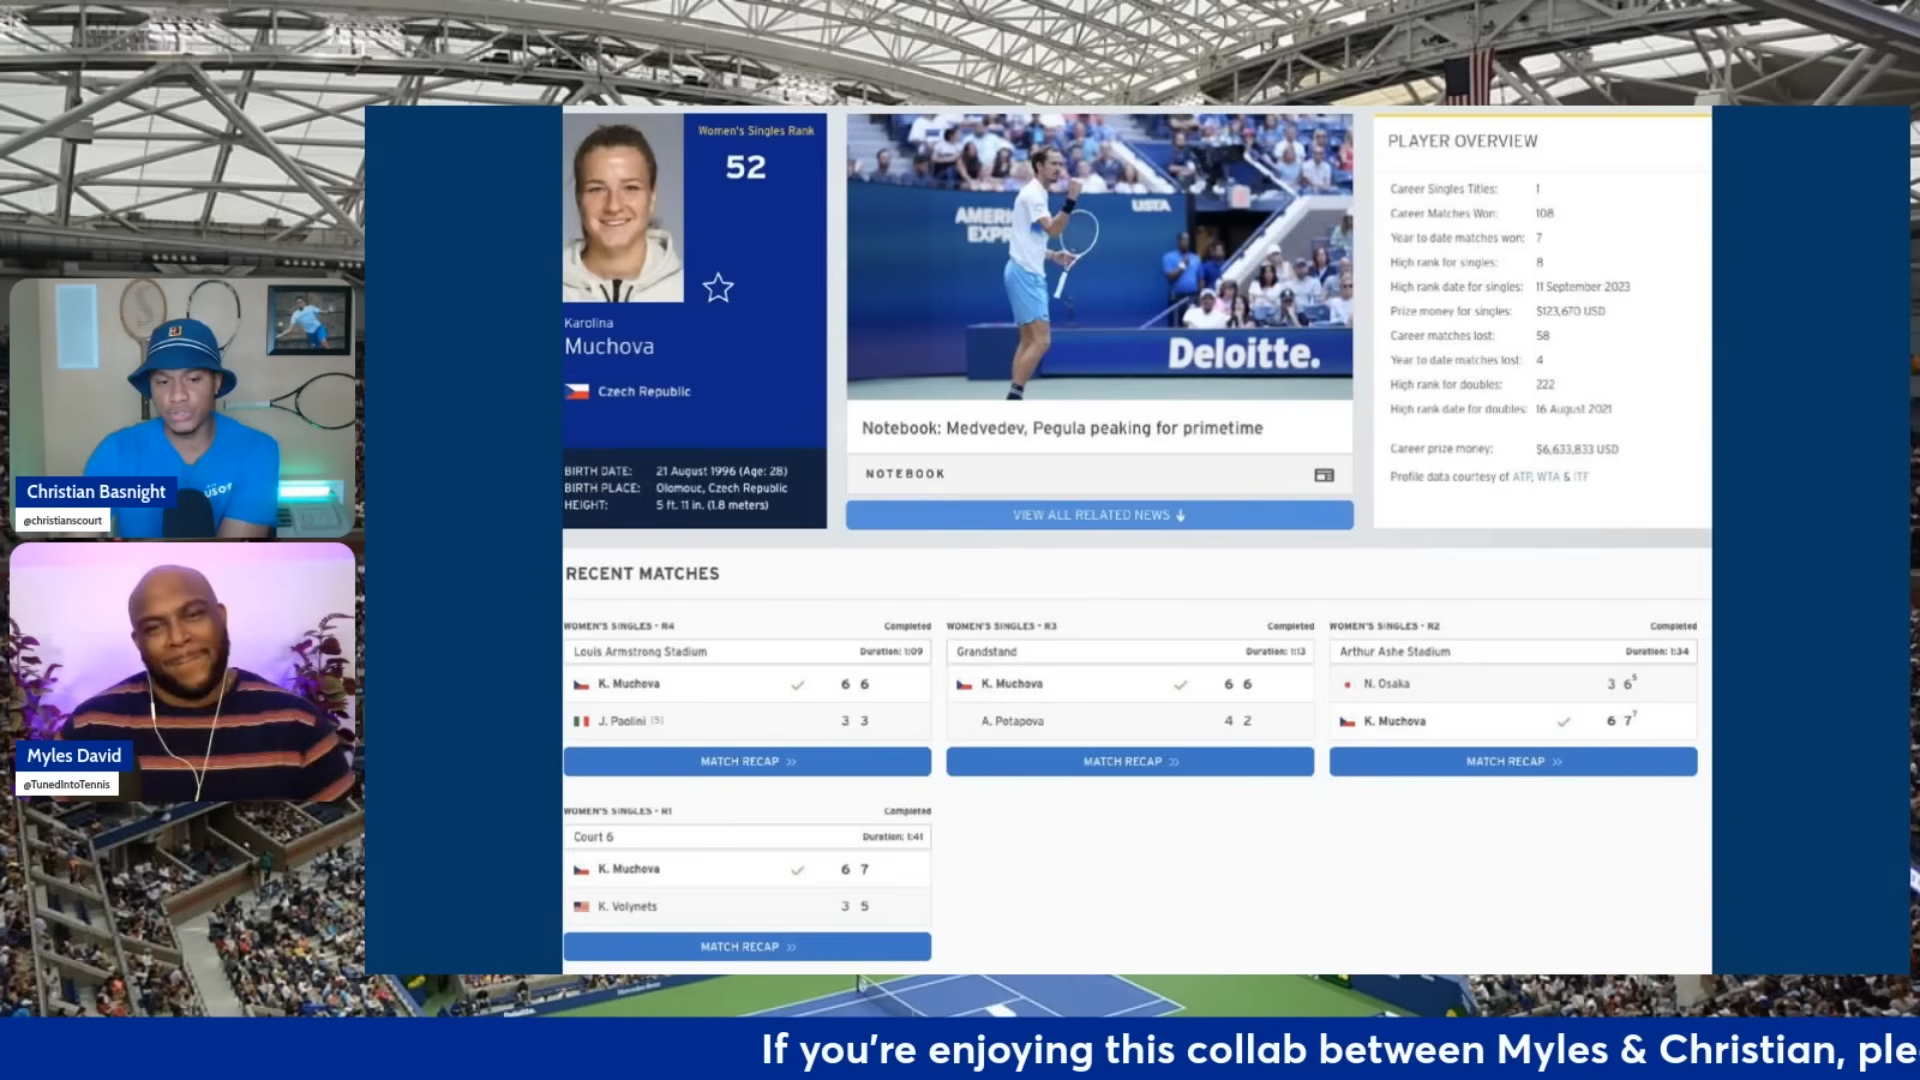 Women's Singles Rank
52
Karolina
Muchova
Czech Republic
BIRTH DATE: 21 August 1996 (Age: 28)
BIRTH PLACE: Olomouc, Czech Republic
HEIGHT: 5 ft. 11 in. (1.8 meters)
USTA
Deloitte.
Notebook: Medvedev, Pegula peaking for primetime
NOTEBOOK
VIEW ALL RELATED NEWS
PLAYER OVERVIEW
Career Singles Titles: 1
Career Matches Won: 108
Year to date matches won: 7
High rank for singles: 8
High rank date for singles: 11 September 2023
Prize money for singles: $123,670 USD
Career matches lost: 58
Year to date matches lost: 4
High rank for doubles: 222
High rank date for doubles: 16 August 2021
Career prize money: $6,633,833 USD
Profile data courtesy of ATP, WTA & ITF
Christian Basnight
@christianscourt
Myles David
@TunedIntoTennis
RECENT MATCHES
WOMEN'S SINGLES - R4 Completed
Louis Armstrong Stadium Duration: 1:09
K. Muchova 6 6
J. Paolini [5] 3 3
MATCH RECAP »
WOMEN'S SINGLES - R3 Completed
Grandstand Duration: 1:13
K. Muchova 6 6
A. Potapova 4 2
MATCH RECAP »
WOMEN'S SINGLES - R2 Completed
Arthur Ashe Stadium Duration: 1:34
N. Osaka 3 6 5
K. Muchova 6 7 7
MATCH RECAP »
WOMEN'S SINGLES - R1 Completed
Court 6 Duration: 1:41
K. Muchova 6 7
K. Volynets 3 5
MATCH RECAP »
If you're enjoying this collab between Myles & Christian, ple